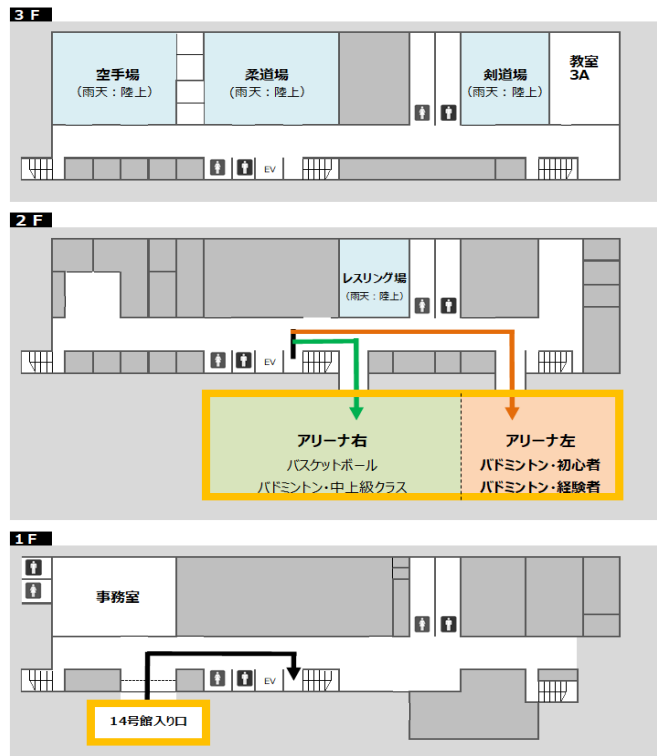 3F
空手場
(雨天:陸上)
柔道場
(雨天:陸上)
剣道場
(雨天:陸上)
教室
3A
EV
2F
レスリング場
(雨天:陸上)
EV
アリーナ右
バスケットボール
バドミントン・中上級クラス
アリーナ左
バドミントン・初心者
バドミントン・経験者
1F
事務室
EV
14号館入り口